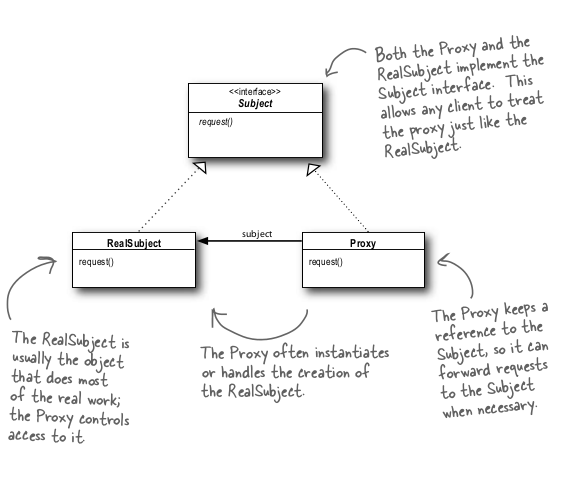 Both the Proxy and the
RealSubject implement the
Subject interface. This
allows any client to treat
the proxy just like the
RealSubject.
<<interface>>
Subject
request()
RealSubject
request()
subject
Proxy
request()
The RealSubject is
usually the object
that does most
of the real work;
the Proxy controls
access to it
The Proxy often instantiates
or handles the creation of
the RealSubject.
The Proxy keeps a
reference to the
Subject, so it can
forward requests
to the Subject
when necessary.